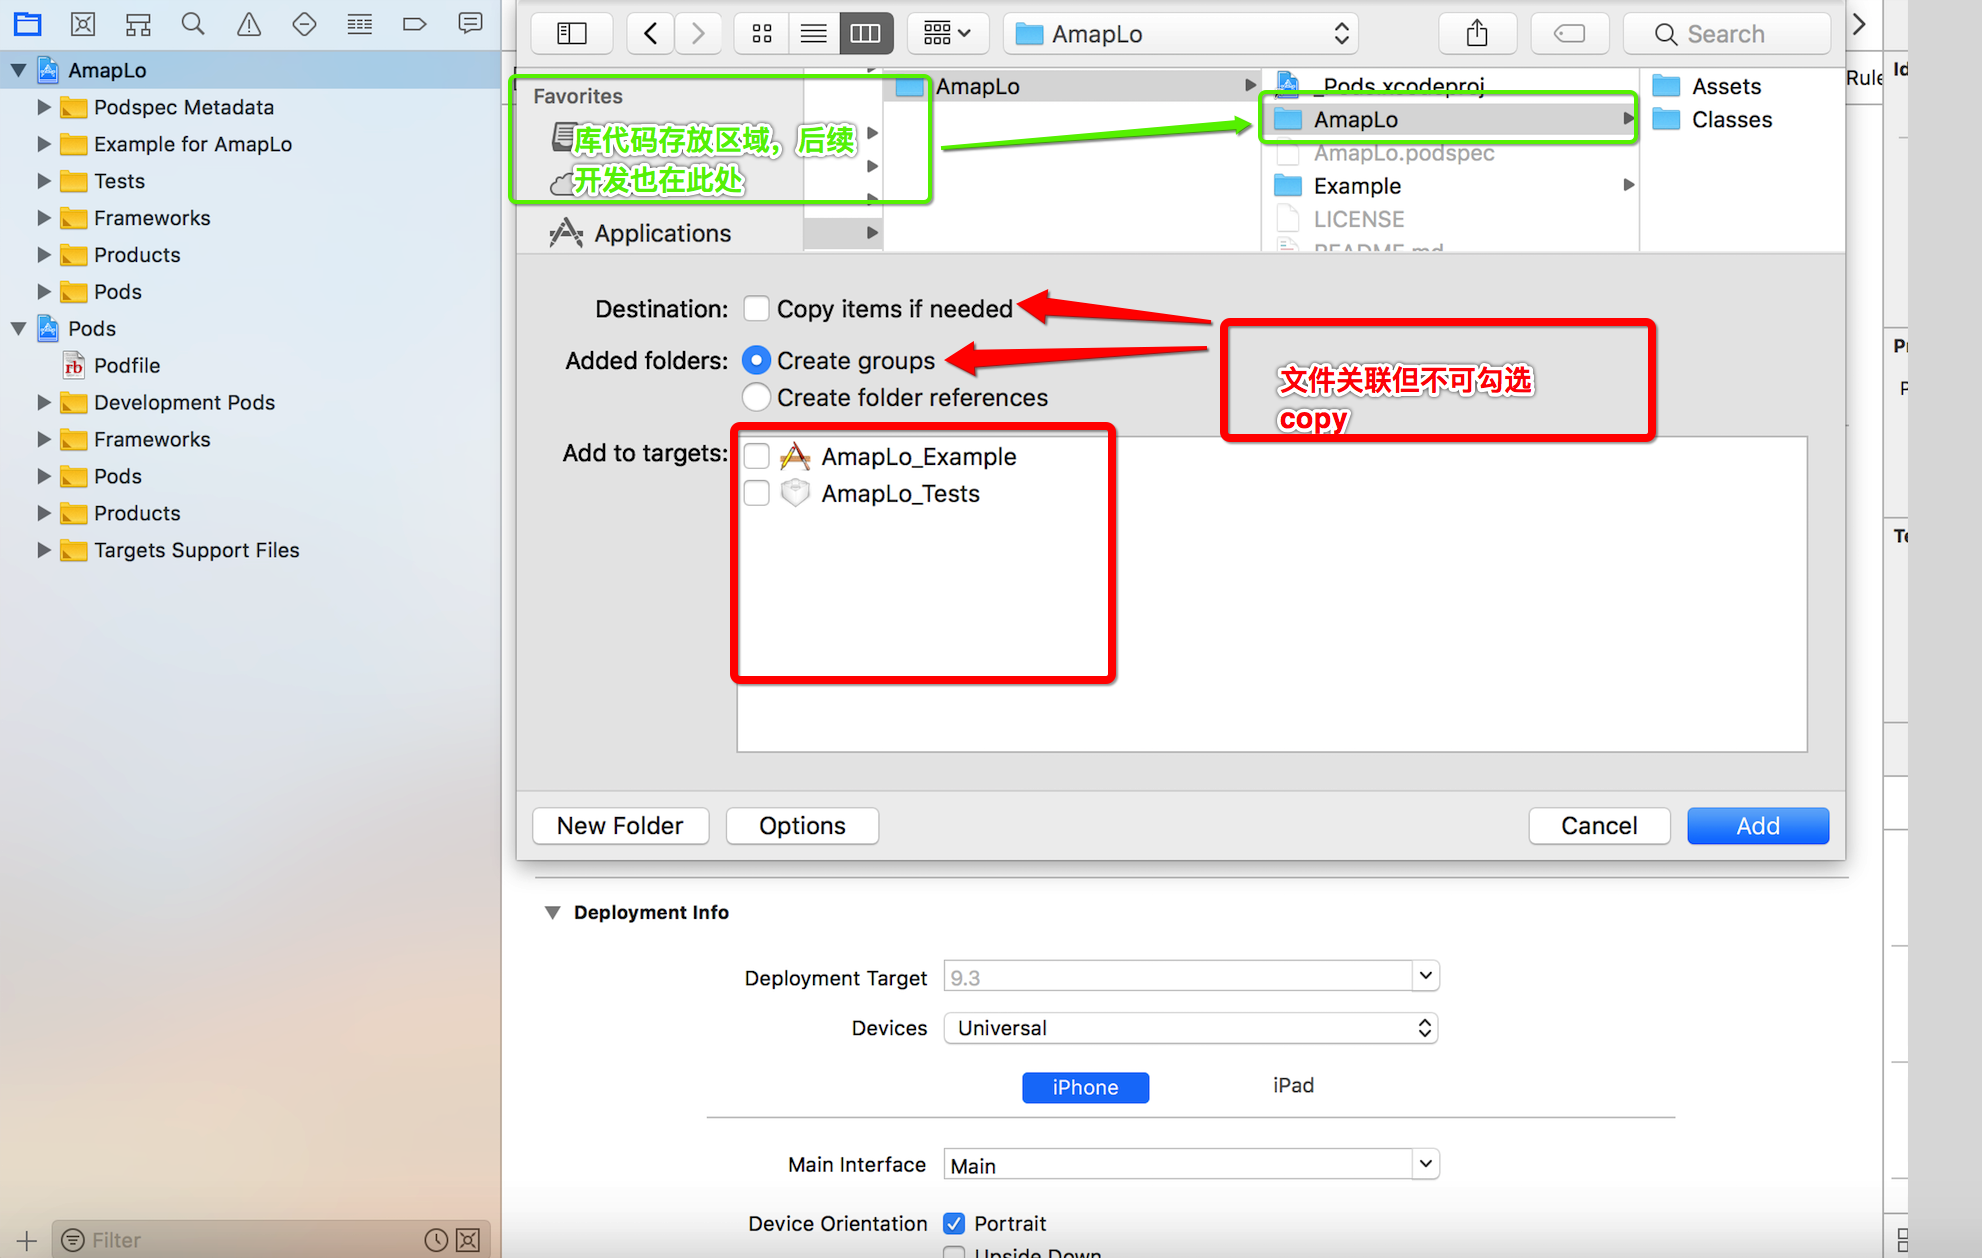 AmapLo
Podspec Metadata
Example for AmapLo
Tests
Frameworks
Products
Pods
Pods
rb
Podfile
Development Pods
Frameworks
Pods
Products
Targets Support Files
Filter
AmapLo
Search
Favorites
库代码存放区域，后续
开发也在此处
Applications
AmapLo
_Pods.xcodeproj
AmapLo
AmapLo.podspec
Example
LICENSE
README.md
Assets
Classes
Rule
Destination:
Copy items if needed
Added folders:
Create groups
Create folder references
文件关联但不可勾选
copy
Add to targets:
AmapLo_Example
AmapLo_Tests
New Folder
Options
Cancel
Add
Deployment Info
Deployment Target
9.3
Devices
Universal
iPhone
iPad
Main Interface
Main
Device Orientation
Portrait
Upside Down